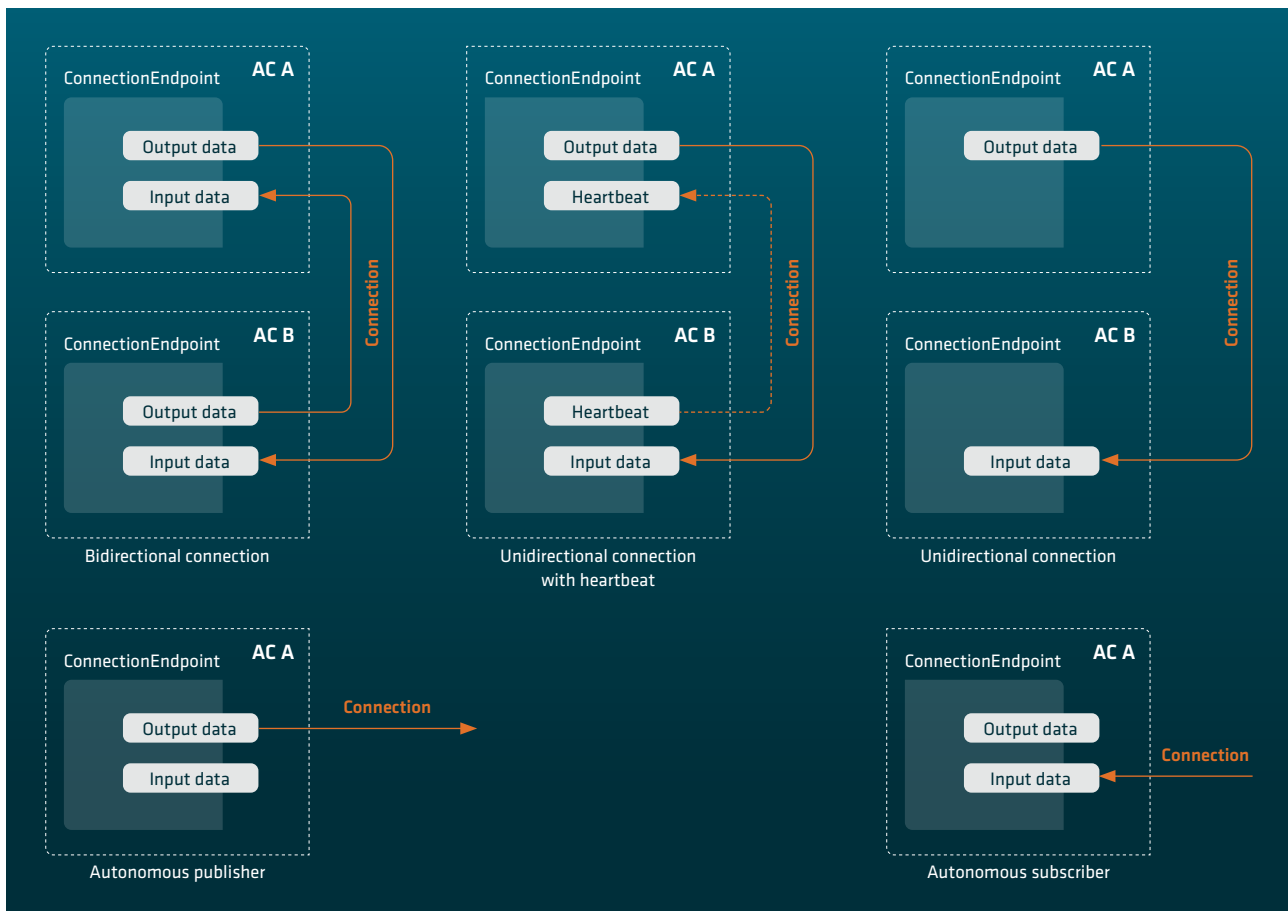 AC A
ConnectionEndpoint
Output data
Input data
Connection
AC B
ConnectionEndpoint
Output data
Input data
Bidirectional connection
AC A
ConnectionEndpoint
Output data
Heartbeat
Connection
AC B
ConnectionEndpoint
Heartbeat
Input data
Unidirectional connection
with heartbeat
AC A
ConnectionEndpoint
Output data
Connection
AC B
ConnectionEndpoint
Input data
Unidirectional connection
AC A
ConnectionEndpoint
Output data
Input data
Connection
Autonomous publisher
AC A
ConnectionEndpoint
Output data
Input data
Connection
Autonomous subscriber